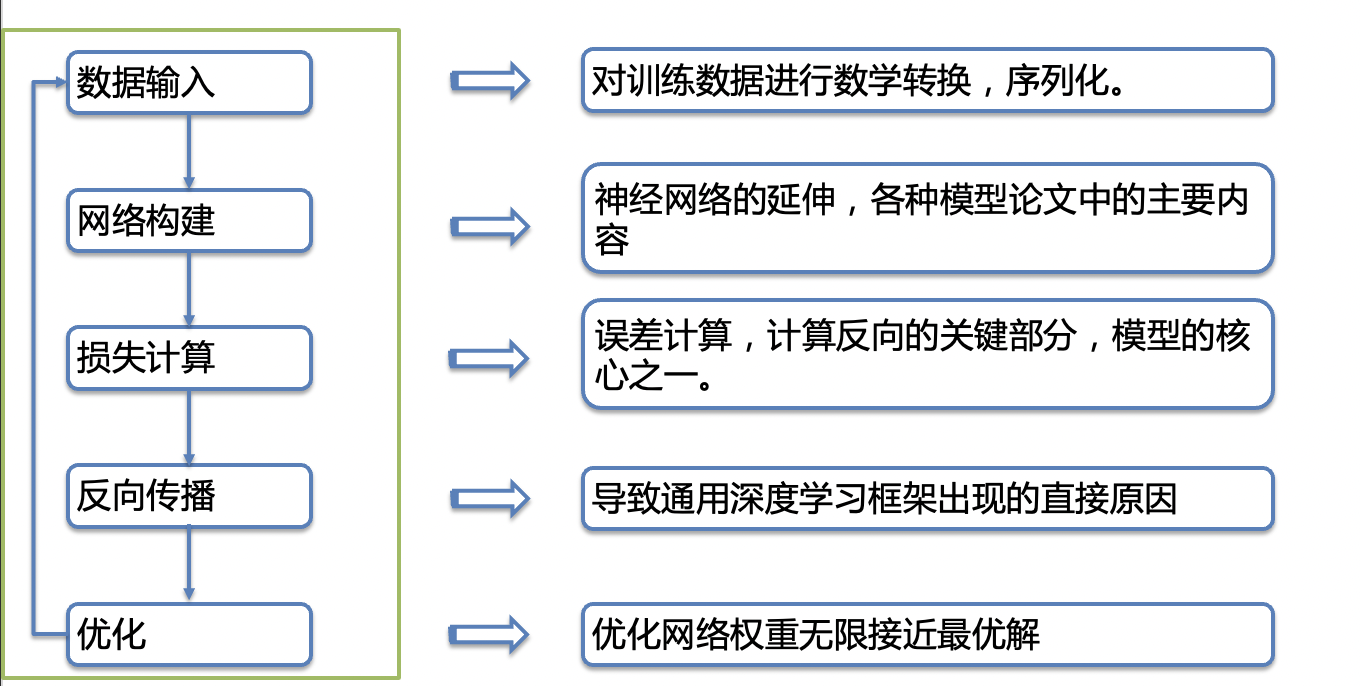 数据输入
对训练数据进行数学转换，序列化。
网络构建
神经网络的延伸，各种模型论文中的主要内
容
损失计算
误差计算，计算反向的关键部分，模型的核
心之一。
反向传播
导致通用深度学习框架出现的直接原因
优化
优化网络权重无限接近最优解